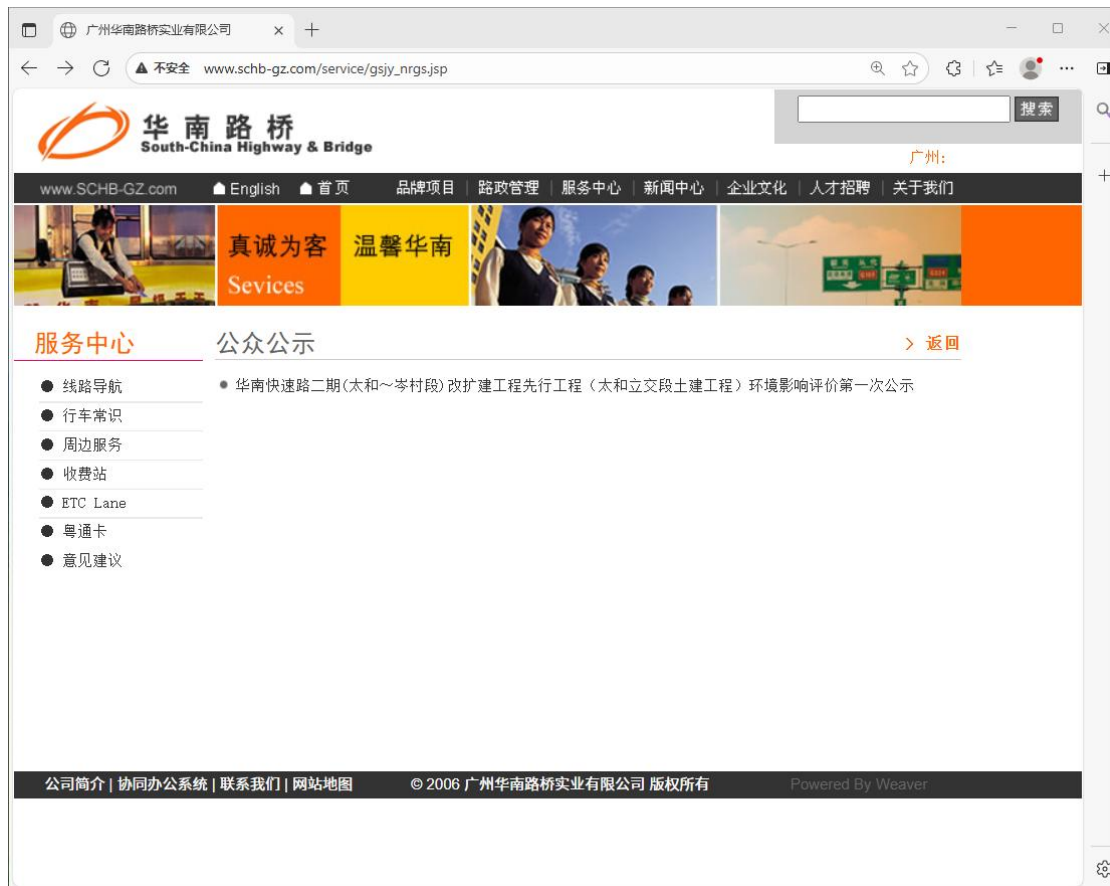 广州华南路桥实业有限公司
不安全 www.schb-gz.com/service/gsjy_nrgs.jsp
华南路桥
South-China Highway & Bridge
搜索
广州:
www.SCHB-GZ.com English 首页 品牌项目 | 路政管理 | 服务中心 | 新闻中心 | 企业文化 | 人才招聘 | 关于我们
真诚为客 温馨华南
Sevices
服务中心
公众公示
> 返回
● 线路导航
● 行车常识
● 周边服务
● 收费站
● ETC Lane
● 粤通卡
● 意见建议
● 华南快速路二期(太和～岑村段)改扩建工程先行工程（太和立交段土建工程）环境影响评价第一次公示
公司简介 | 协同办公系统 | 联系我们 | 网站地图 © 2006 广州华南路桥实业有限公司 版权所有 Powered By Weaver